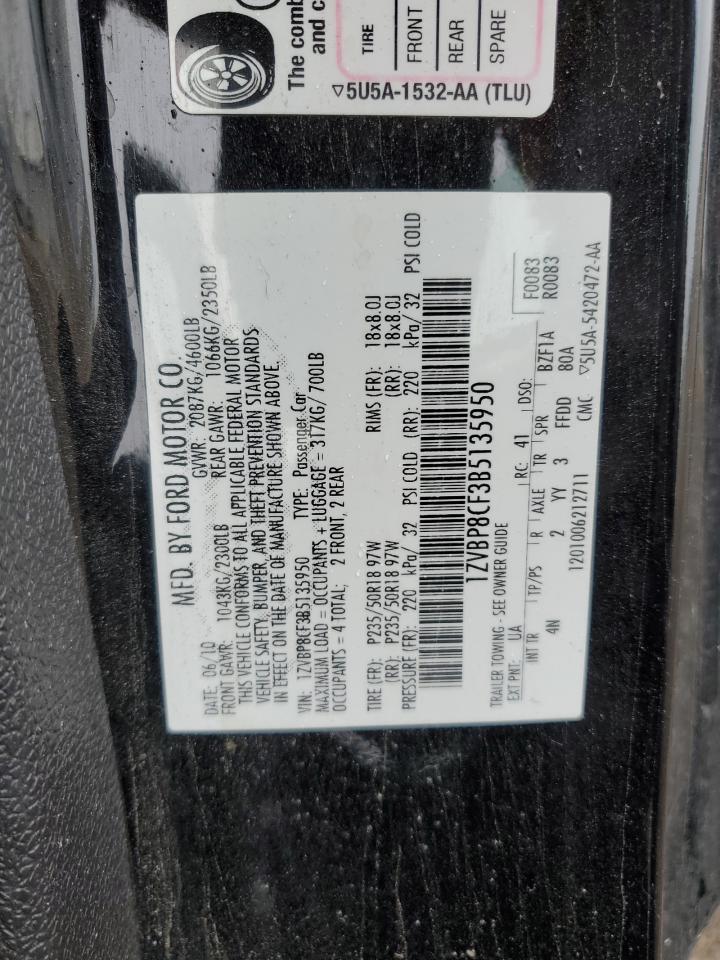 The comb
and c
TIRE
FRONT
REAR
SPARE
▽5U5A-1532-AA (TLU)
MFD. BY FORD MOTOR CO.
DATE: 06/10 GVWR: 2087KG/4600LB
FRONT GAWR: 1043KG/2300LB REAR GAWR: 1066KG/2350LB
THIS VEHICLE CONFORMS TO ALL APPLICABLE FEDERAL MOTOR
VEHICLE SAFETY, BUMPER, AND THEFT PREVENTION STANDARDS
IN EFFECT ON THE DATE OF MANUFACTURE SHOWN ABOVE.
VIN: 1ZVBP8CF3B5135950 TYPE: Passenger Car
MAXIMUM LOAD = OCCUPANTS + LUGGAGE = 317KG/ 700LB
OCCUPANTS = 4 TOTAL; 2 FRONT, 2 REAR
TIRE (FR): P235/50R18 97W RIMS (FR): 18x8.0J
(RR): P235/50R18 97W (RR): 18x8.0J
PRESSURE (FR): 220 kPa/ 32 PSI COLD (RR): 220 kPa/ 32 PSI COLD
1ZVBP8CF3B5135950
TRAILER TOWING - SEE OWNER GUIDE F0083
EXT PNT: UA RC: 41 DSO: R0083
INT TR TP/PS R AXLE TR SPR BZF1A
4N 2 YY 3 FFDD 80A
12010062127​11 CMC ▽5U5A-5420472-AA